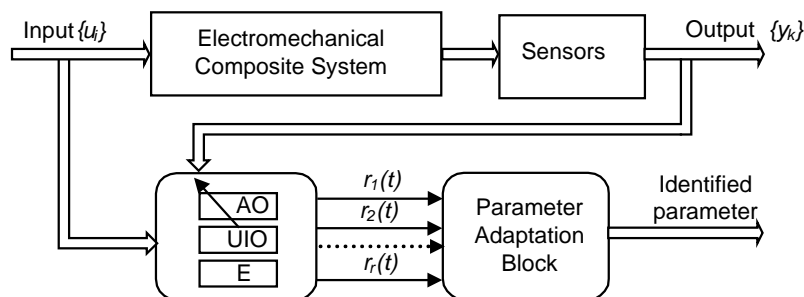 Input {uᵢ}
Electromechanical
Composite System
Sensors
Output {yₖ}
AO
UIO
E
r₁(t)
r₂(t)
rᵣ(t)
Parameter
Adaptation
Block
Identified
parameter